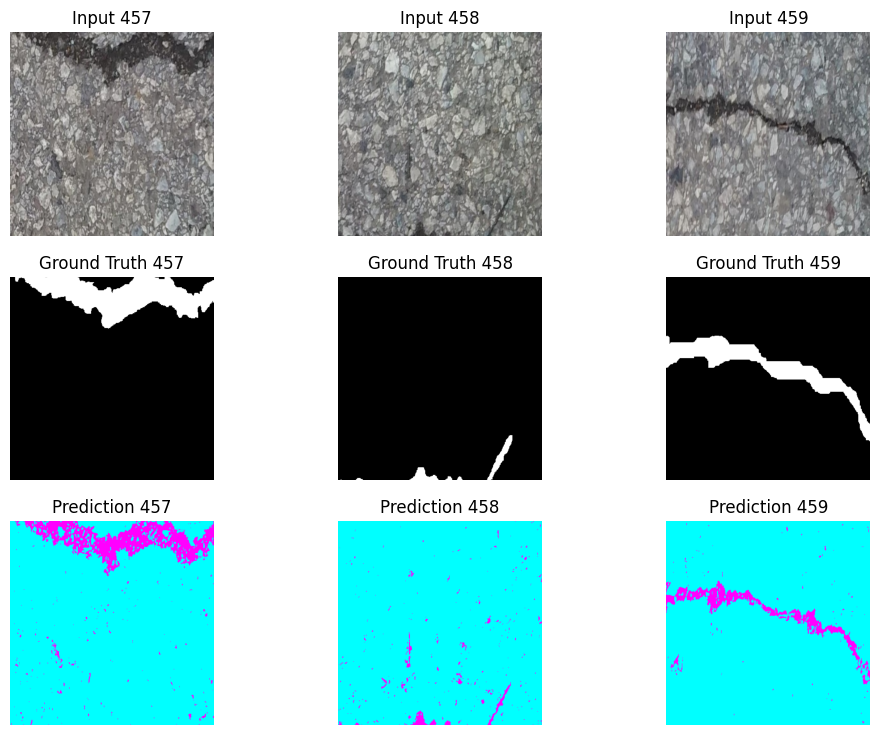 Input 457
Input 458
Input 459
Ground Truth 457
Ground Truth 458
Ground Truth 459
Prediction 457
Prediction 458
Prediction 459